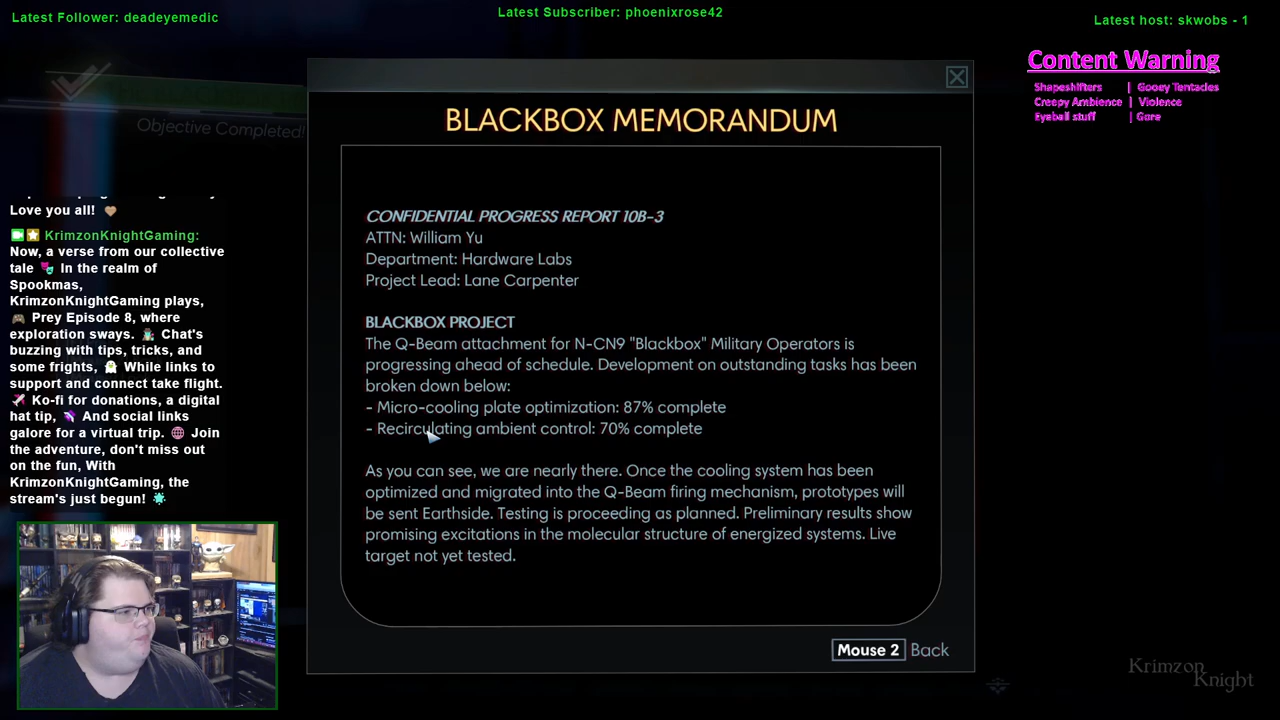 Latest Follower: deadeyemedic
Latest Subscriber: phoenixrose42
Latest host: skwobs - 1
Content Warning
Shapeshifters | Gooey Tentacles
Creepy Ambience | Violence
Eyeball stuff | Gore
Objective Completed!
Love you all!
KrimzonKnightGaming:
Now, a verse from our collective
tale 🎭 In the realm of
Spookmas,
KrimzonKnightGaming plays,
🎮 Prey Episode 8, where
exploration sways. Chat's
buzzing with tips, tricks, and
some frights, 👻 While links to
support and connect take flight.
🚀 Ko-fi for donations, a digital
hat tip, And social links
galore for a virtual trip. 🌐 Join
the adventure, don't miss out
on the fun, With
KrimzonKnightGaming, the
stream's just begun!
BLACKBOX MEMORANDUM
CONFIDENTIAL PROGRESS REPORT 10B-3
ATTN: William Yu
Department: Hardware Labs
Project Lead: Lane Carpenter
BLACKBOX PROJECT
The Q-Beam attachment for N-CN9 "Blackbox" Military Operators is
progressing ahead of schedule. Development on outstanding tasks has been
broken down below:
- Micro-cooling plate optimization: 87% complete
- Recirculating ambient control: 70% complete
As you can see, we are nearly there. Once the cooling system has been
optimized and migrated into the Q-Beam firing mechanism, prototypes will
be sent Earthside. Testing is proceeding as planned. Preliminary results show
promising excitations in the molecular structure of energized systems. Live
target not yet tested.
Mouse 2 Back
Krimzon
Knight